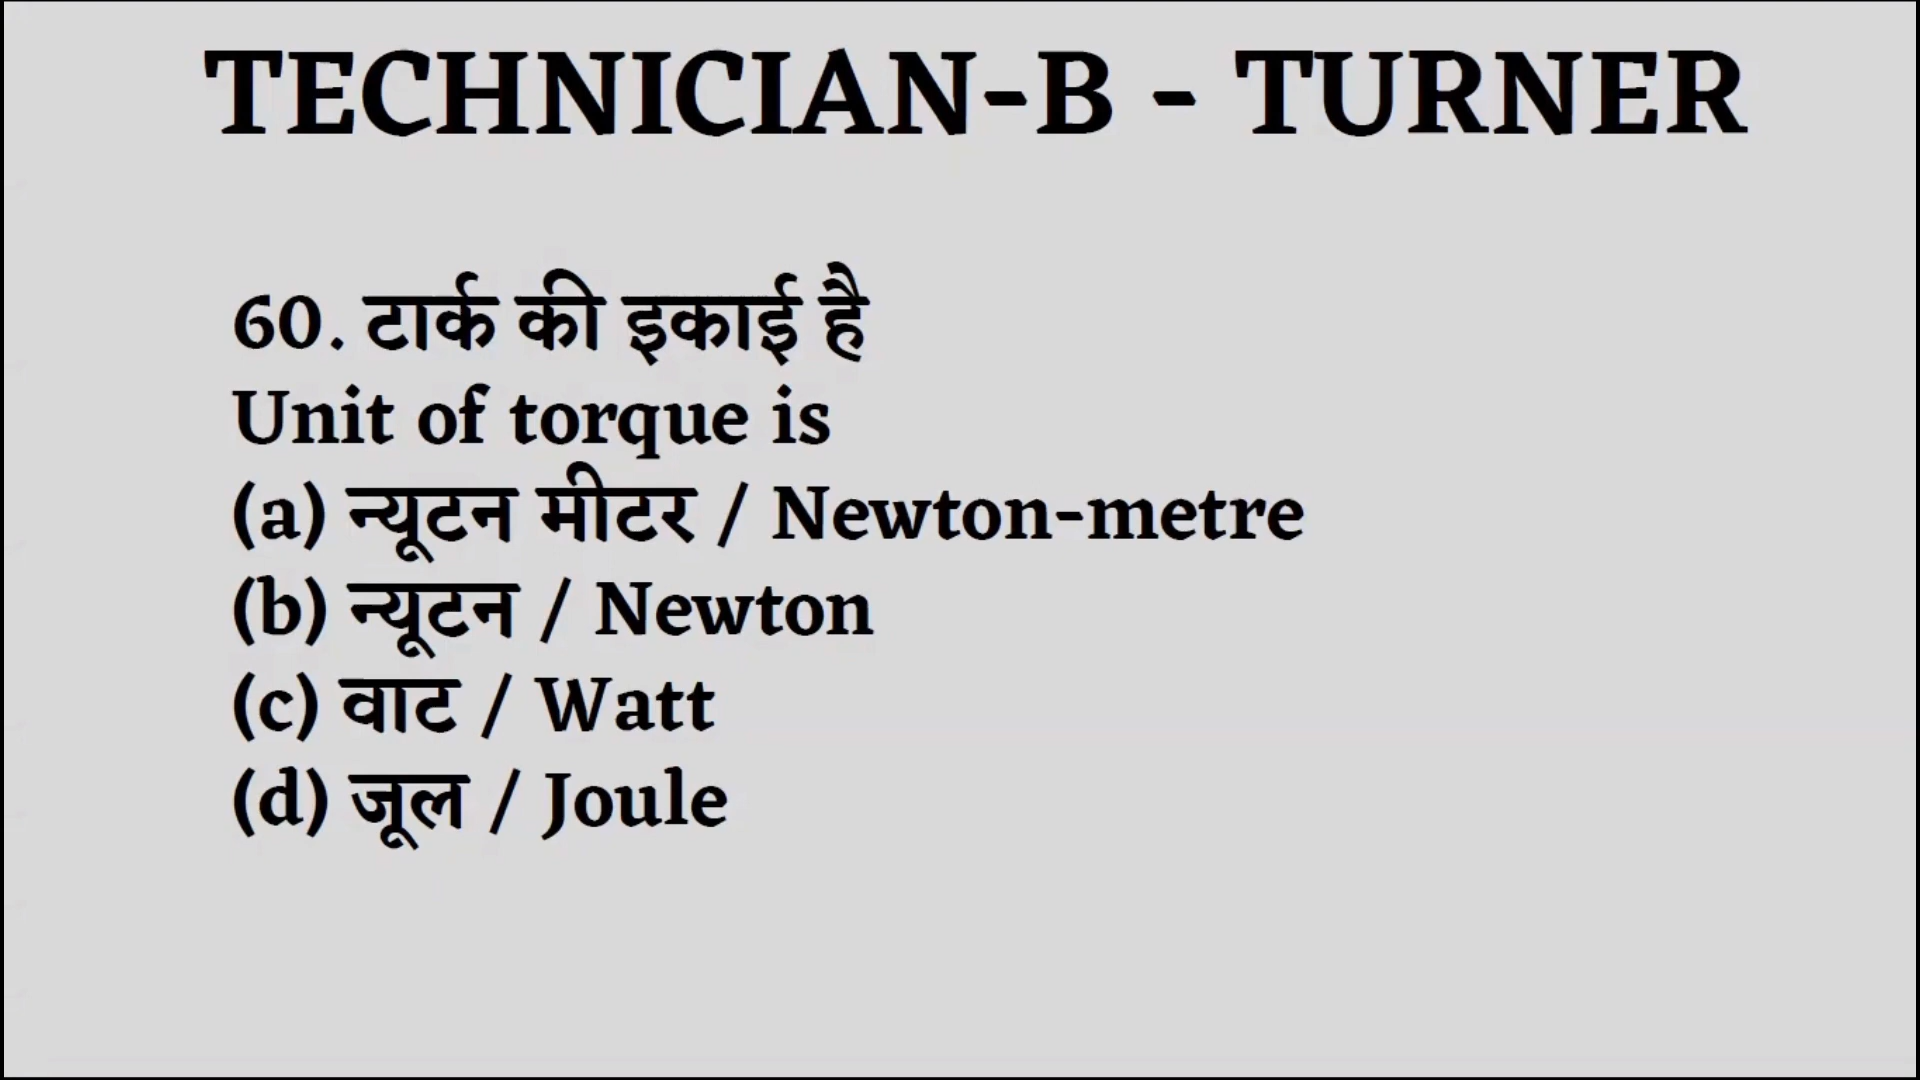 TECHNICIAN-B - TURNER
60. टार्क की इकाई है
Unit of torque is
(a) न्यूटन मीटर / Newton-metre
(b) न्यूटन / Newton
(c) वाट / Watt
(d) जूल / Joule